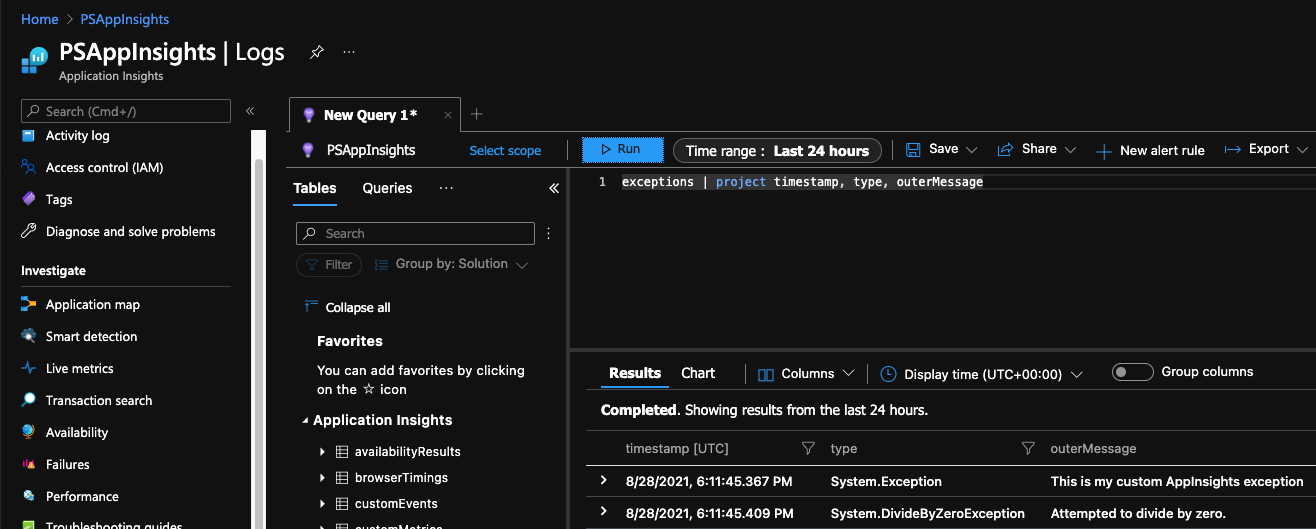 Home > PSAppInsights
PSAppInsights | Logs
Application Insights
Search (Cmd+/)
Activity log
Access control (IAM)
Tags
Diagnose and solve problems
Investigate
Application map
Smart detection
Live metrics
Transaction search
Availability
Failures
Performance
Troubleshooting guides
New Query 1*
PSAppInsights
Select scope
Run
Time range : Last 24 hours
Save
Share
New alert rule
Export
Tables
Queries
Search
Filter
Group by: Solution
Collapse all
Favorites
You can add favorites by clicking
on the ☆ icon
Application Insights
availabilityResults
browserTimings
customEvents
customMetrics
1 exceptions | project timestamp, type, outerMessage
Results
Chart
Columns
Display time (UTC+00:00)
Group columns
Completed. Showing results from the last 24 hours.
timestamp [UTC] type outerMessage
8/28/2021, 6:11:45.367 PM System.Exception This is my custom AppInsights exception
8/28/2021, 6:11:45.409 PM System.DivideByZeroException Attempted to divide by zero.